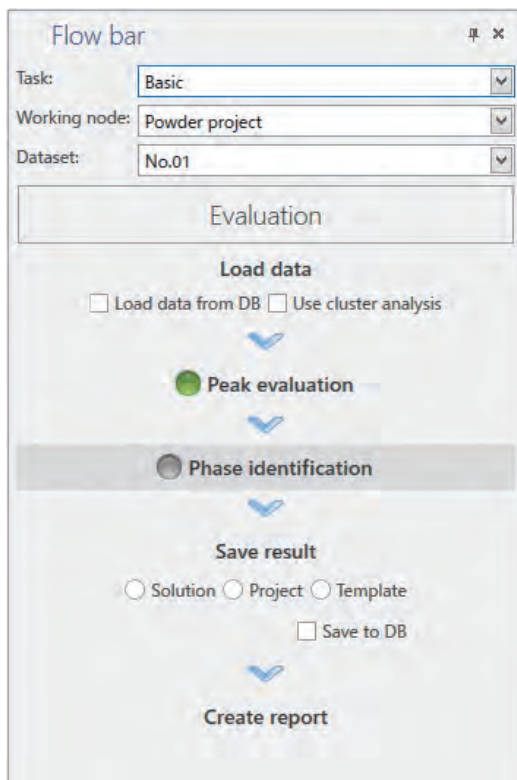 Flow bar
Task: Basic
Working node: Powder project
Dataset: No.01
Evaluation
Load data
Load data from DB Use cluster analysis
Peak evaluation
Phase identification
Save result
Solution Project Template
Save to DB
Create report